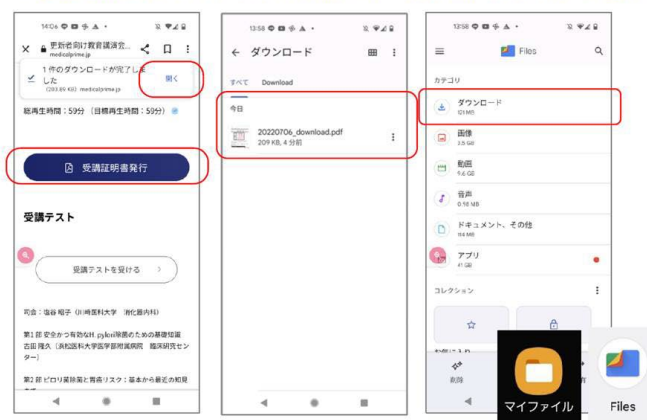 14:06
更新者向け教育講演会...
medicalprime.jp
1 件のダウンロードが完了しま
した
(203.89 KB) medicalprime.jp
開く
総再生時間：59分 （目標再生時間：59分）
受講証明書発行
受講テスト
受講テストを受ける
司会：塩谷 昭子（川崎医科大学 消化器内科）
第1部 安全かつ有効なH. pylori除菌のための基礎知識
古田 隆久（浜松医科大学医学部附属病院 臨床研究セン
ター）
第2部 ピロリ菌除菌と胃癌リスク：基本から最近の知見
13:58
ダウンロード
すべて
Download
今日
20220706_download.pdf
209 KB, 4 分前
13:58
Files
カテゴリ
ダウンロード
画像
動画
9.6 GB
音声
0.98 MB
ドキュメント、その他
アプリ
41 GB
コレクション
お気に入り
削除
マイファイル
Files